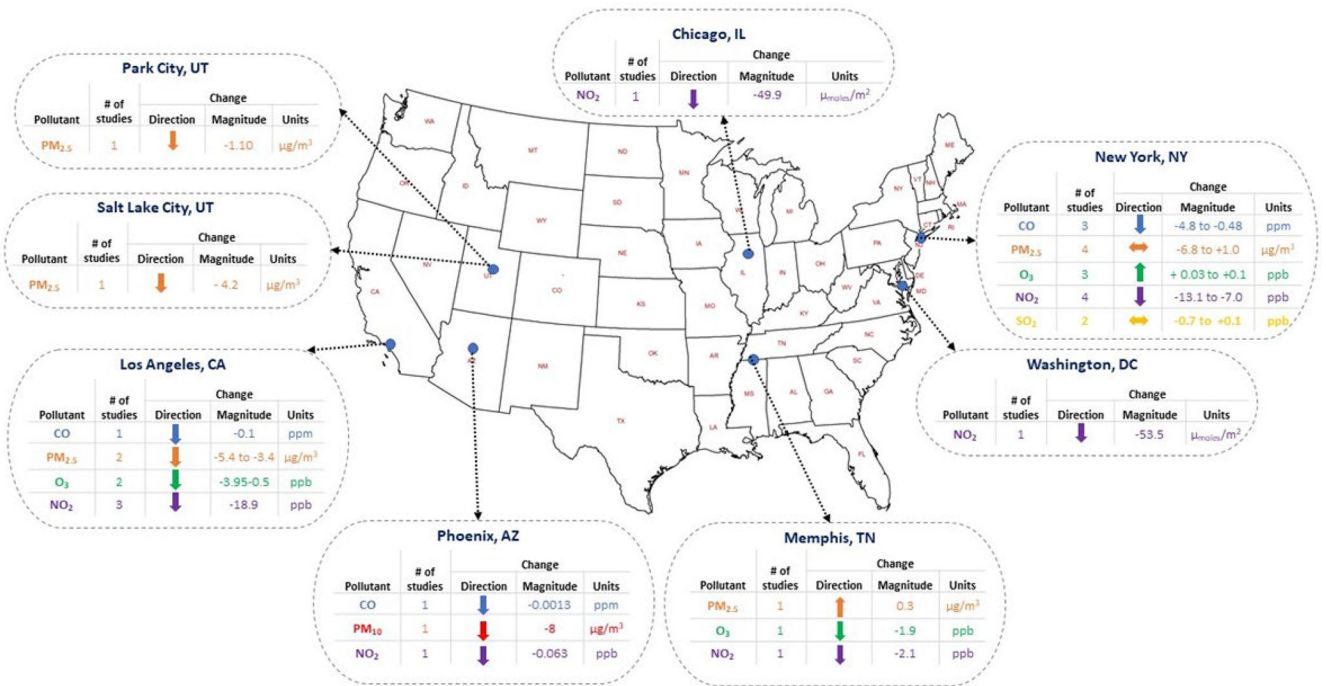 Chicago, IL
# of studies Change
Pollutant Direction Magnitude Units
NO₂ 1 -49.9 µmoles/m²
Park City, UT
# of studies Change
Pollutant Direction Magnitude Units
PM₂.₅ 1 -1.10 µg/m³
Salt Lake City, UT
# of studies Change
Pollutant Direction Magnitude Units
PM₂.₅ 1 - 4.2 µg/m³
Los Angeles, CA
# of studies Change
Pollutant Direction Magnitude Units
CO 1 -0.1 ppm
PM₂.₅ 2 -5.4 to -3.4 µg/m³
O₃ 2 -3.95-0.5 ppb
NO₂ 3 -18.9 ppb
WA
MT
ND
MN
ME
VT NH
ID
SD
NY
MA
WY
MI
CT RI
IA
PA
NE
NV
OH
IN
IL
DE
MD
CO
CA
WV
VA
KS
MO
KY
NC
TN
OK
AR
SC
NM
MS
AL
GA
TX
LA
FL
New York, NY
# of studies Change
Pollutant Direction Magnitude Units
CO 3 -4.8 to -0.48 ppm
PM₂.₅ 4 -6.8 to +1.0 µg/m³
O₃ 3 + 0.03 to +0.1 ppb
NO₂ 4 -13.1 to -7.0 ppb
SO₂ 2 -0.7 to +0.1 ppb
Washington, DC
# of studies Change
Pollutant Direction Magnitude Units
NO₂ 1 -53.5 µmoles/m²
Phoenix, AZ
# of studies Change
Pollutant Direction Magnitude Units
CO 1 -0.0013 ppm
PM₁₀ 1 -8 µg/m³
NO₂ 1 -0.063 ppb
Memphis, TN
# of studies Change
Pollutant Direction Magnitude Units
PM₂.₅ 1 0.3 µg/m³
O₃ 1 -1.9 ppb
NO₂ 1 -2.1 ppb